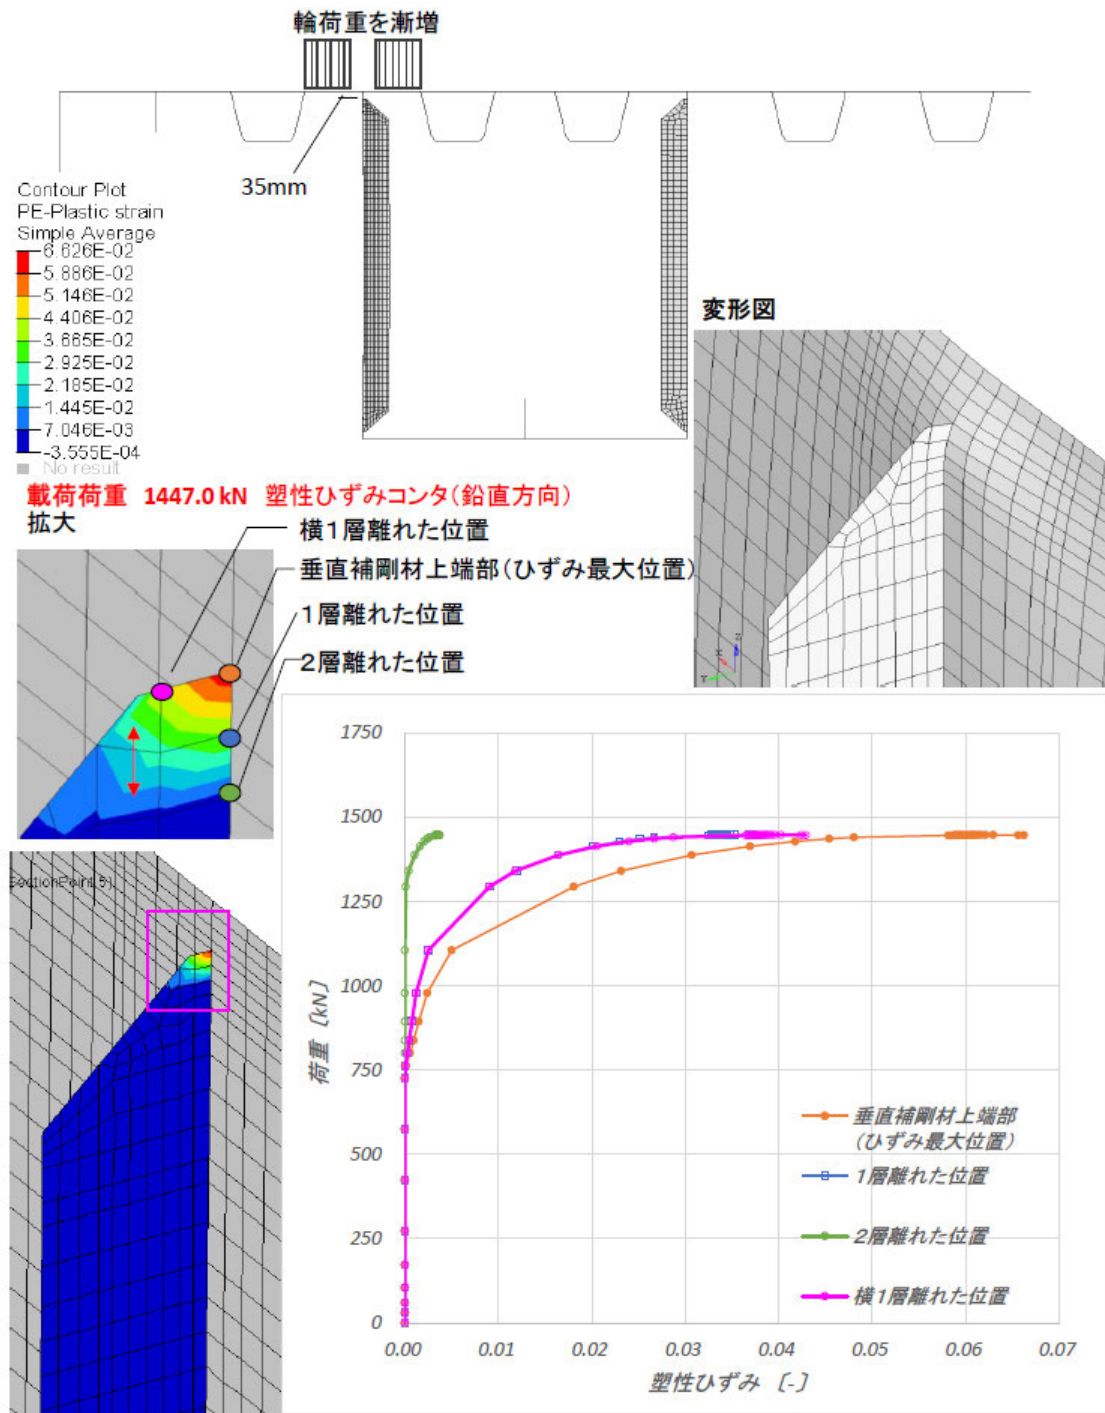 輪荷重を漸増
35mm
Contour Plot
PE-Plastic strain
Simple Average
6.626E-02
5.886E-02
5.146E-02
4.406E-02
3.665E-02
2.925E-02
2.185E-02
1.445E-02
7.046E-03
-3.555E-04
No result
変形図
載荷荷重 1447.0 kN 塑性ひずみコンタ(鉛直方向)
拡大
横1層離れた位置
垂直補剛材上端部(ひずみ最大位置)
1層離れた位置
2層離れた位置
Z
X
Y
SectionPoint 5)
1750
1500
1250
1000
750
500
250
0
荷重 [kN]
0.00 0.01 0.02 0.03 0.04 0.05 0.06 0.07
塑性ひずみ [-]
垂直補剛材上端部
(ひずみ最大位置)
1層離れた位置
2層離れた位置
横1層離れた位置